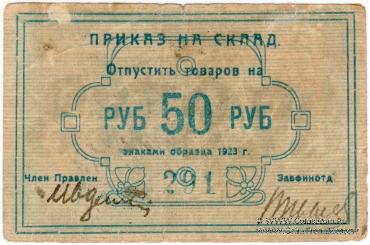 ПРИКАЗ НА СКЛАД.
Отпустить товаров на
РУБ 50 РУБ
знаками образца 1923 г.
Член Правлен. 291 Завфинотд.